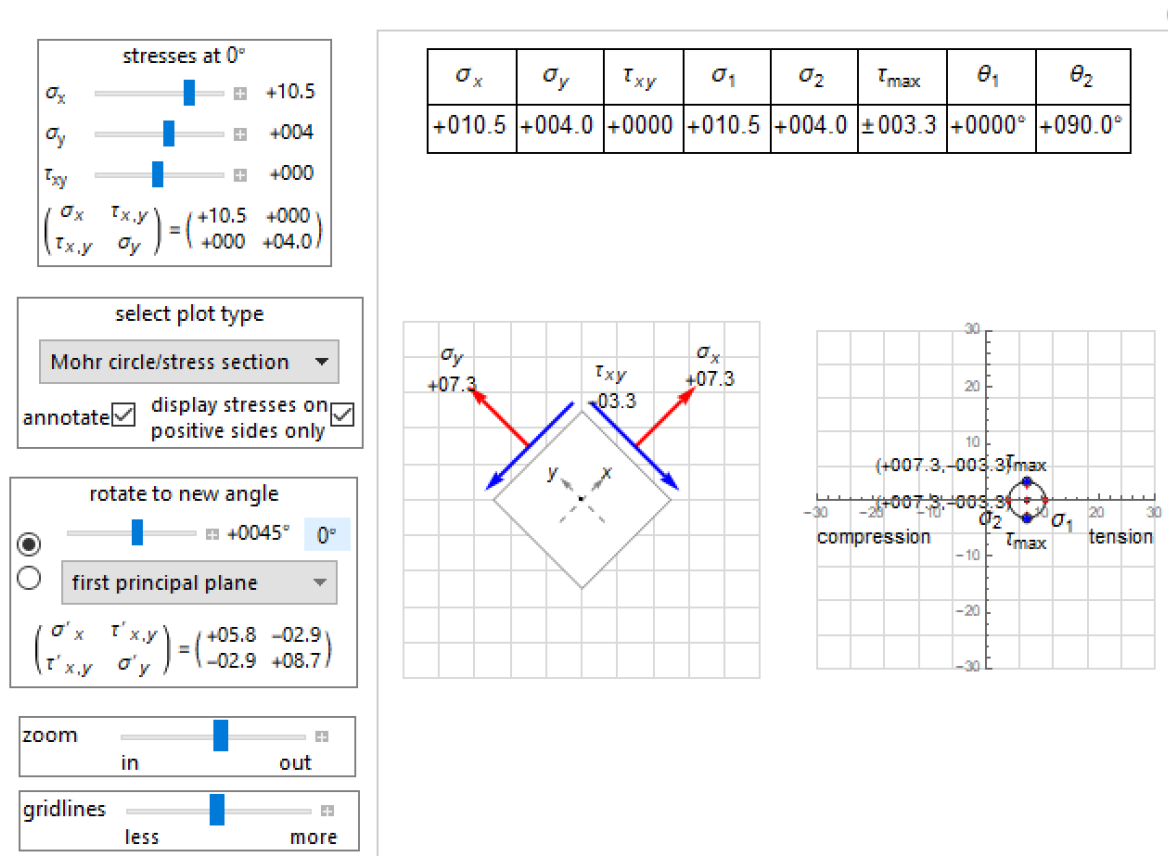 stresses at 0°
σx +10.5
σy +004
τxy +000
(σx τx,y) = (+10.5 +000)
(τx,y σy) (+000 +04.0)
select plot type
Mohr circle/stress section
annotate display stresses on
positive sides only
rotate to new angle
+0045° 0°
first principal plane
(σ'x τ'x,y) = (+05.8 −02.9)
(τ'x,y σ'y) (−02.9 +08.7)
zoom
in out
gridlines
less more
σx σy τxy σ1 σ2 τmax θ1 θ2
+010.5 +004.0 +0000 +010.5 +004.0 ±003.3 +0000° +090.0°
σy
+07.3
τxy
−03.3
σx
+07.3
y x
30
20
10
(+007.3,−003.3) τmax
(+007.3,−003.3)
−30 −20 −10 σ2 10 σ1 20 30
compression τmax tension
−10
−20
−30